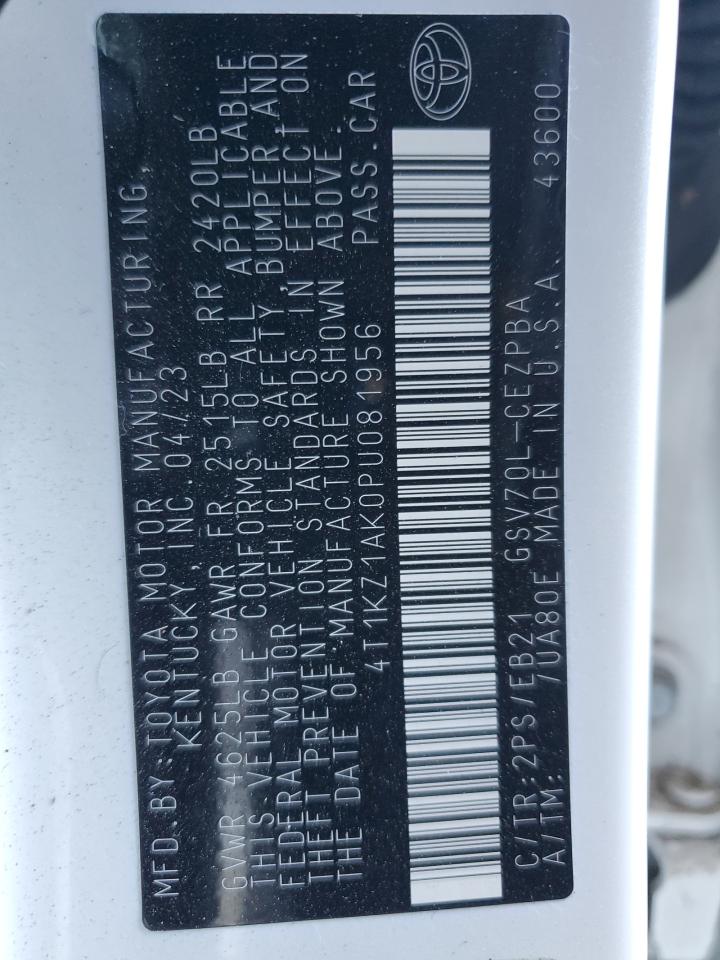 MFD.BY:TOYOTA MOTOR MANUFACTURING,
KENTUCKY,INC.04/23
GVWR 4625LB GAWR FR 2515LB RR 2420LB
THIS VEHICLE CONFORMS TO ALL APPLICABLE
FEDERAL MOTOR VEHICLE SAFETY,BUMPER,AND
THEFT PREVENTION STANDARDS IN EFFECT ON
THE DATE OF MANUFACTURE SHOWN ABOVE.
4T1KZ1AK0PU081956 PASS.CAR
C/TR:2PS/EB21 GSV70L-CEZPBA
A/TM: /UA80E MADE IN U.S.A. 43600